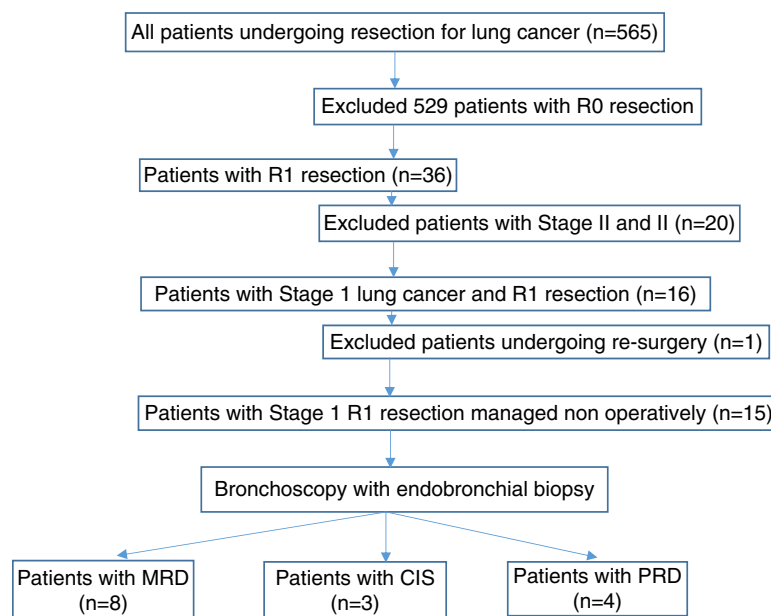 All patients undergoing resection for lung cancer (n=565)
Excluded 529 patients with R0 resection
Patients with R1 resection (n=36)
Excluded patients with Stage II and II (n=20)
Patients with Stage 1 lung cancer and R1 resection (n=16)
Excluded patients undergoing re-surgery (n=1)
Patients with Stage 1 R1 resection managed non operatively (n=15)
Bronchoscopy with endobronchial biopsy
Patients with MRD
(n=8)
Patients with CIS
(n=3)
Patients with PRD
(n=4)